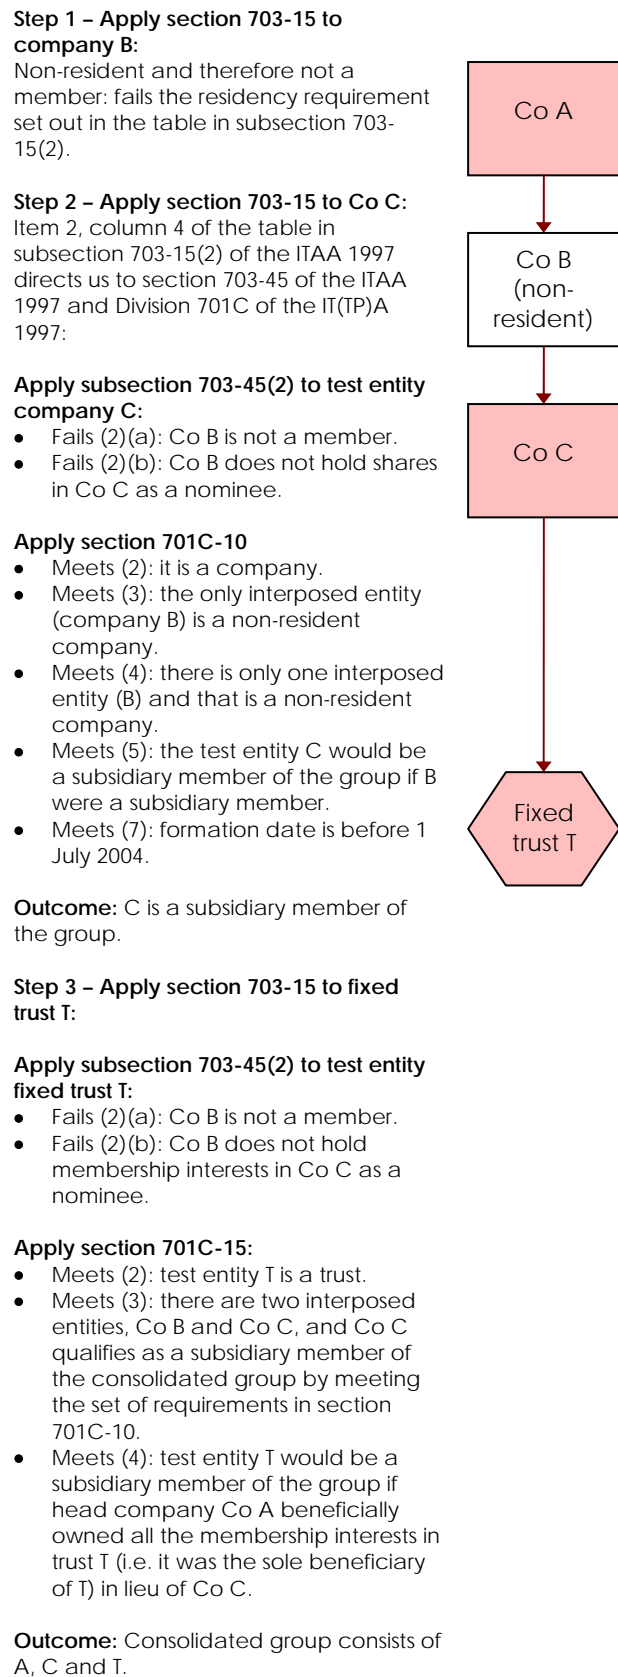 Step 1 – Apply section 703-15 to
company B:
Non-resident and therefore not a
member: fails the residency requirement
set out in the table in subsection 703-
15(2).
Step 2 – Apply section 703-15 to Co C:
Item 2, column 4 of the table in
subsection 703-15(2) of the ITAA 1997
directs us to section 703-45 of the ITAA
1997 and Division 701C of the IT(TP)A
1997:
Apply subsection 703-45(2) to test entity
company C:
• Fails (2)(a): Co B is not a member.
• Fails (2)(b): Co B does not hold shares
in Co C as a nominee.
Apply section 701C-10
• Meets (2): it is a company.
• Meets (3): the only interposed entity
(company B) is a non-resident
company.
• Meets (4): there is only one interposed
entity (B) and that is a non-resident
company.
• Meets (5): the test entity C would be
a subsidiary member of the group if B
were a subsidiary member.
• Meets (7): formation date is before 1
July 2004.
Outcome: C is a subsidiary member of
the group.
Step 3 – Apply section 703-15 to fixed
trust T:
Apply subsection 703-45(2) to test entity
fixed trust T:
• Fails (2)(a): Co B is not a member.
• Fails (2)(b): Co B does not hold
membership interests in Co C as a
nominee.
Apply section 701C-15:
• Meets (2): test entity T is a trust.
• Meets (3): there are two interposed
entities, Co B and Co C, and Co C
qualifies as a subsidiary member of
the consolidated group by meeting
the set of requirements in section
701C-10.
• Meets (4): test entity T would be a
subsidiary member of the group if
head company Co A beneficially
owned all the membership interests in
trust T (i.e. it was the sole beneficiary
of T) in lieu of Co C.
Outcome: Consolidated group consists of
A, C and T.
Co A
Co B
(non-
resident)
Co C
Fixed
trust T